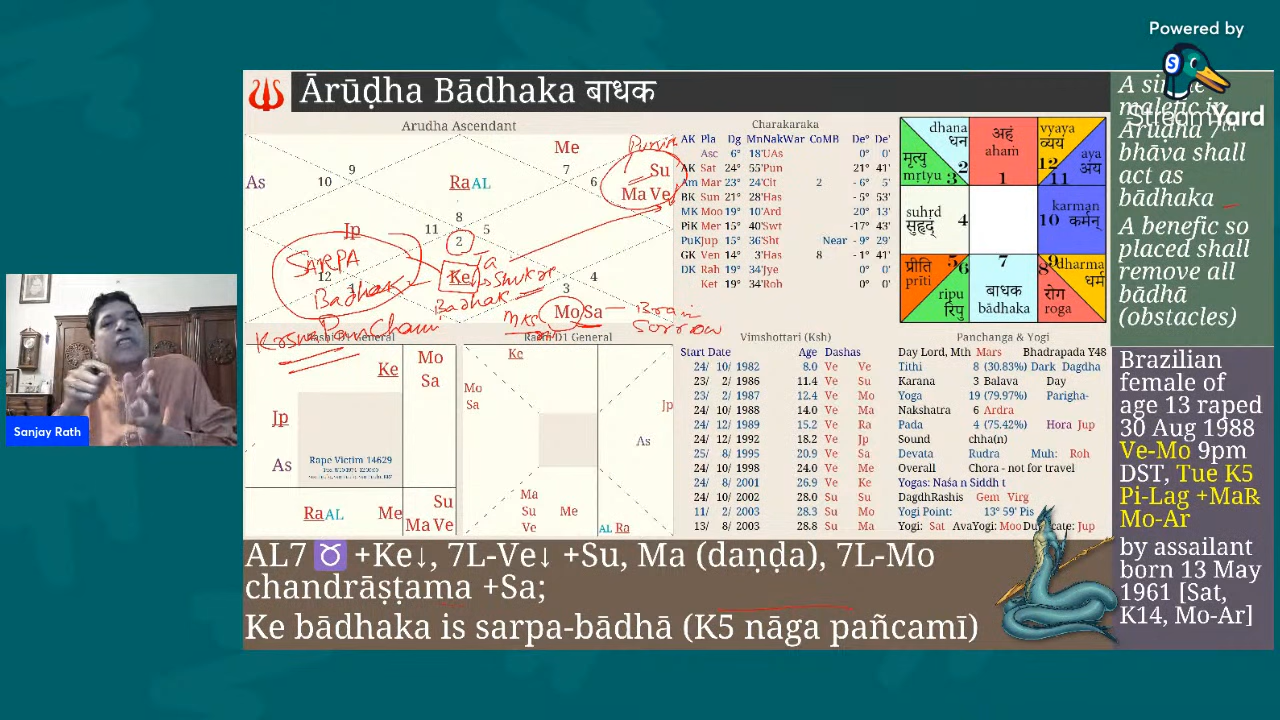 Powered by
StreamYard
Ārūḍha Bādhaka बाधक
Arudha Ascendant
As
10
9
Me
7
6
Su
Ma Ve
Ra AL
8
11
5
2
Jp
12
Ke
4
3
Mo Sa
SARPA
Badhak
Badhak
Brain
Sorrow
Rashi D1 General
Ke
Mo
Sa
Jp
As
Rape Victim 14629
Ra AL
Me
Su
Ma Ve
Rashi D1 General
Ke
Mo
Sa
Jp
As
Ma
Su
Ve
Me
AL Ra
Charakaraka
AK Pla Dg Mn Nak War Co MB De° De'
Asc 6° 18' UAs 0° 0'
AK Sat 24° 55' Pun 21° 41'
Am Mar 23° 24' Cit 2 - 6° 5'
BK Sun 21° 28' Has - 5° 53'
MK Moo 19° 10' Ard 20° 13'
PiK Mer 15° 40' Swt -17° 43'
PuK Jup 15° 36' Sht Near - 9° 29'
GK Ven 14° 3' Has 8 - 1° 41'
DK Rah 19° 34' Jye 0° 0'
Ket 19° 34' Roh 0° 0'
Vimshottari (Ksh)
Start Date Age Dashas
24/ 10/ 1982 8.0 Ve Ve
23/ 2/ 1986 11.4 Ve Su
23/ 2/ 1987 12.4 Ve Mo
24/ 10/ 1988 14.0 Ve Ma
24/ 12/ 1989 15.2 Ve Ra
24/ 12/ 1992 18.2 Ve Jp
25/ 8/ 1995 20.9 Ve Sa
24/ 10/ 1998 24.0 Ve Me
24/ 8/ 2001 26.9 Ve Ke
24/ 10/ 2002 28.0 Su Su
11/ 2/ 2003 28.3 Su Mo
13/ 8/ 2003 28.8 Su Ma
dhana
धन
2
मृत्यु
mṛtyu
3
अहं
ahaṁ
1
vyaya
व्यय
12
aya
अय
11
suhṛd
सुहृद्
4
karman
10 कर्मन्
प्रीति
prīti
5
6
ripu
रिपु
7
बाधक
bādhaka
8
रोग
roga
9
dharma
धर्म
Panchanga & Yogi
Day Lord, Mth Mars Bhadrapada Y48
Tithi 8 (30.83%) Dark Dagdha
Karana 3 Balava Day
Yoga 19 (79.97%) Parigha-
Nakshatra 6 Ardra
Pada 4 (75.42%) Hora Jup
Sound chha(n)
Devata Rudra Muh: Roh
Overall Chora - not for travel
Yogas: Naśa n Siddh t
DagdhRashis Gem Virg
Yogi Point: 13° 59' Pis
Yogi: Sat AvaYogi: Moo Jup
malefic in
Ārūḍha 7th
bhāva shall
act as
bādhaka
A benefic so
placed shall
remove all
bādhā
(obstacles)
Brazilian
female of
age 13 raped
30 Aug 1988
Ve-Mo 9pm
DST, Tue K5
Pi-Lag +Ma℞
Mo-Ar
by assailant
born 13 May
1961 [Sat,
K14, Mo-Ar]
Sanjay Rath
AL7 ♉ +Ke↓, 7L-Ve↓ +Su, Ma (daṇḍa), 7L-Mo
chandrāṣṭama +Sa;
Ke bādhaka is sarpa-bādhā (K5 nāga pañcamī)